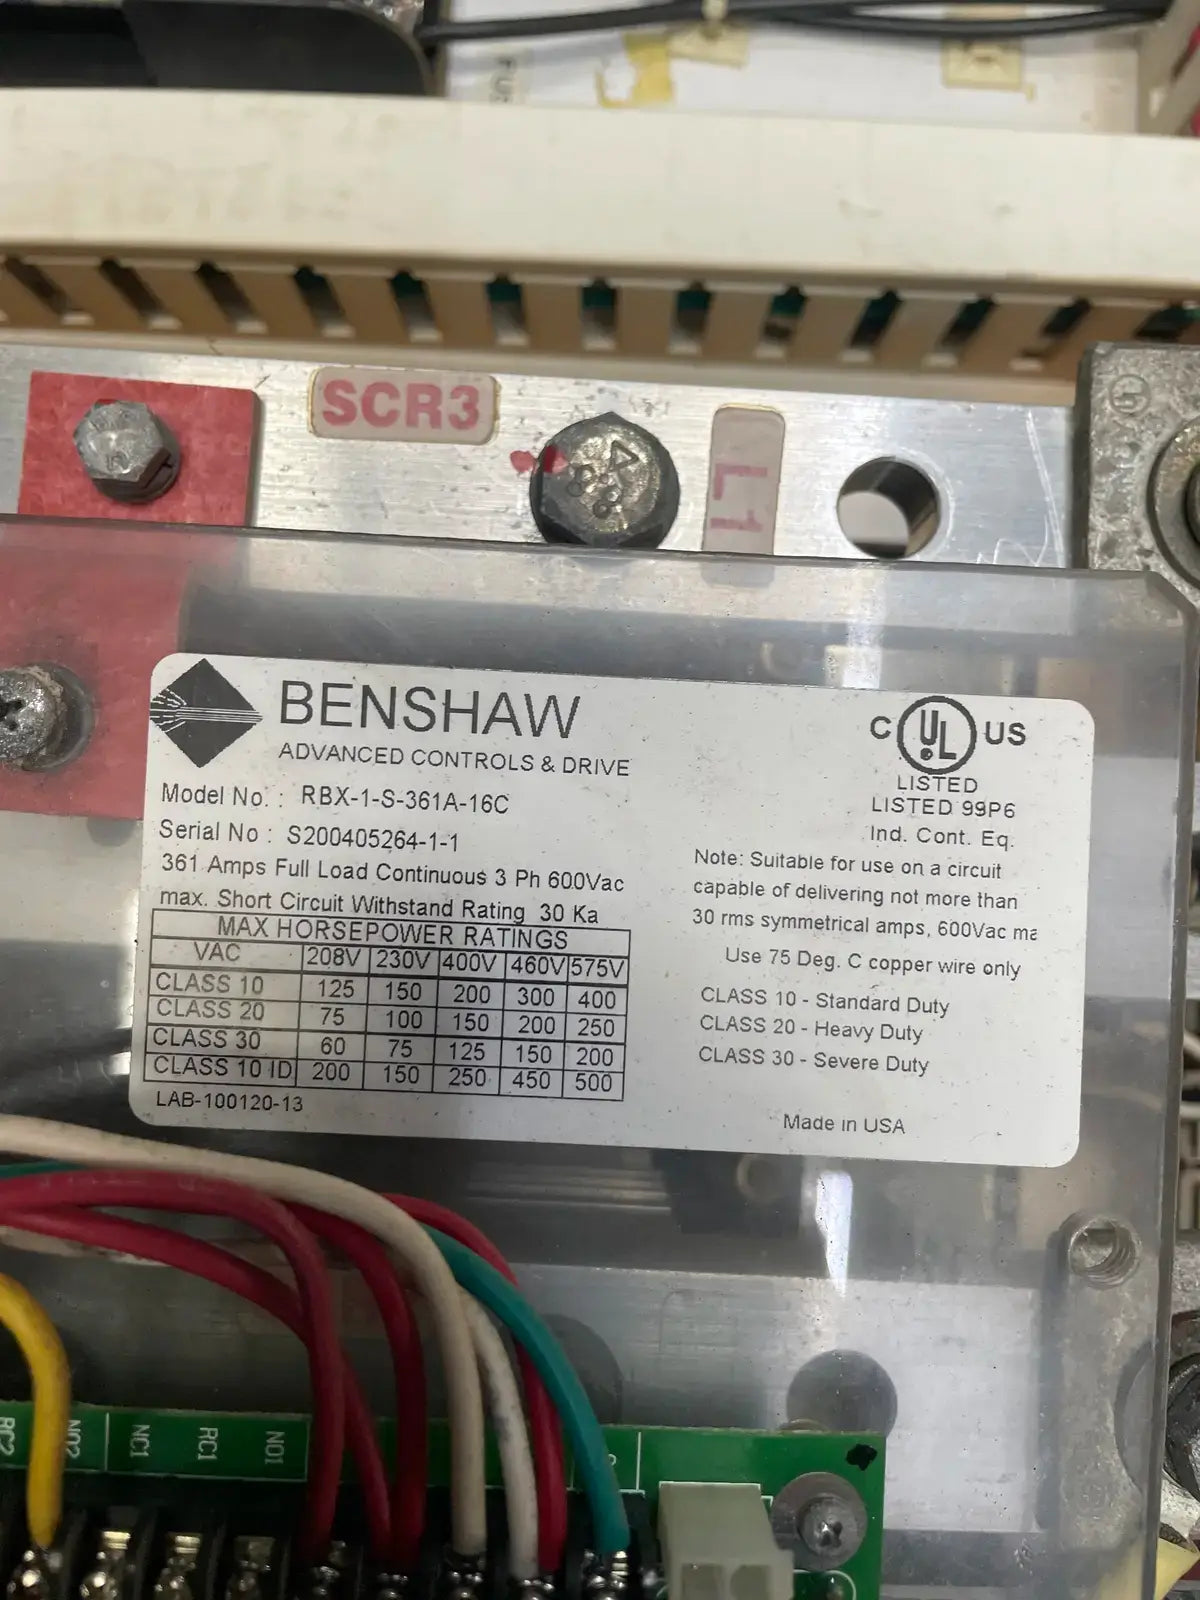 SCR3
8.8
L1
BENSHAW
ADVANCED CONTROLS & DRIVE
Model No. : RBX-1-S-361A-16C
Serial No : S200405264-1-1
361 Amps Full Load Continuous 3 Ph 600Vac
max. Short Circuit Withstand Rating 30 Ka
MAX HORSEPOWER RATINGS
VAC 208V 230V 400V 460V 575V
CLASS 10 125 150 200 300 400
CLASS 20 75 100 150 200 250
CLASS 30 60 75 125 150 200
CLASS 10 ID 200 150 250 450 500
LAB-100120-13
C UL US
LISTED
LISTED 99P6
Ind. Cont. Eq.
Note: Suitable for use on a circuit
capable of delivering not more than
30 rms symmetrical amps, 600Vac ma
Use 75 Deg. C copper wire only
CLASS 10 - Standard Duty
CLASS 20 - Heavy Duty
CLASS 30 - Severe Duty
Made in USA
RC2
NO2
NC1
RC1
NO1